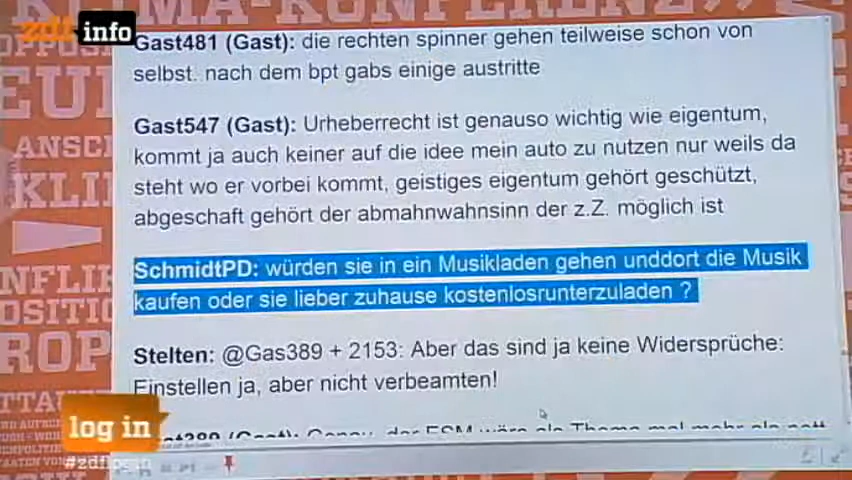 KLIMA-KONFERENZ
zdf info
Gast481 (Gast): die rechten spinner gehen teilweise schon von
selbst. nach dem bpt gabs einige austritte
Gast547 (Gast): Urheberrecht ist genauso wichtig wie eigentum,
kommt ja auch keiner auf die idee mein auto zu nutzen nur weils da
steht wo er vorbei kommt, geistiges eigentum gehört geschützt,
abgeschaft gehört der abmahnwahnsinn der z.Z. möglich ist
SchmidtPD: würden sie in ein Musikladen gehen unddort die Musik
kaufen oder sie lieber zuhause kostenlosrunterzuladen ?
Stelten: @Gas389 + 2153: Aber das sind ja keine Widersprüche:
Einstellen ja, aber nicht verbeamten!
log in